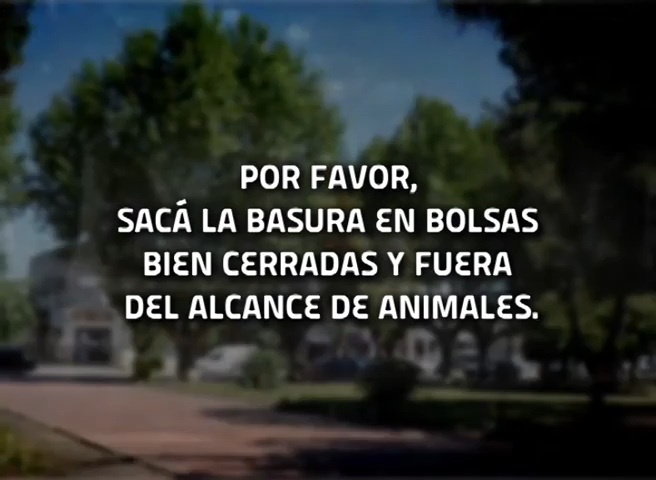 POR FAVOR,
SACÁ LA BASURA EN BOLSAS
BIEN CERRADAS Y FUERA
DEL ALCANCE DE ANIMALES.